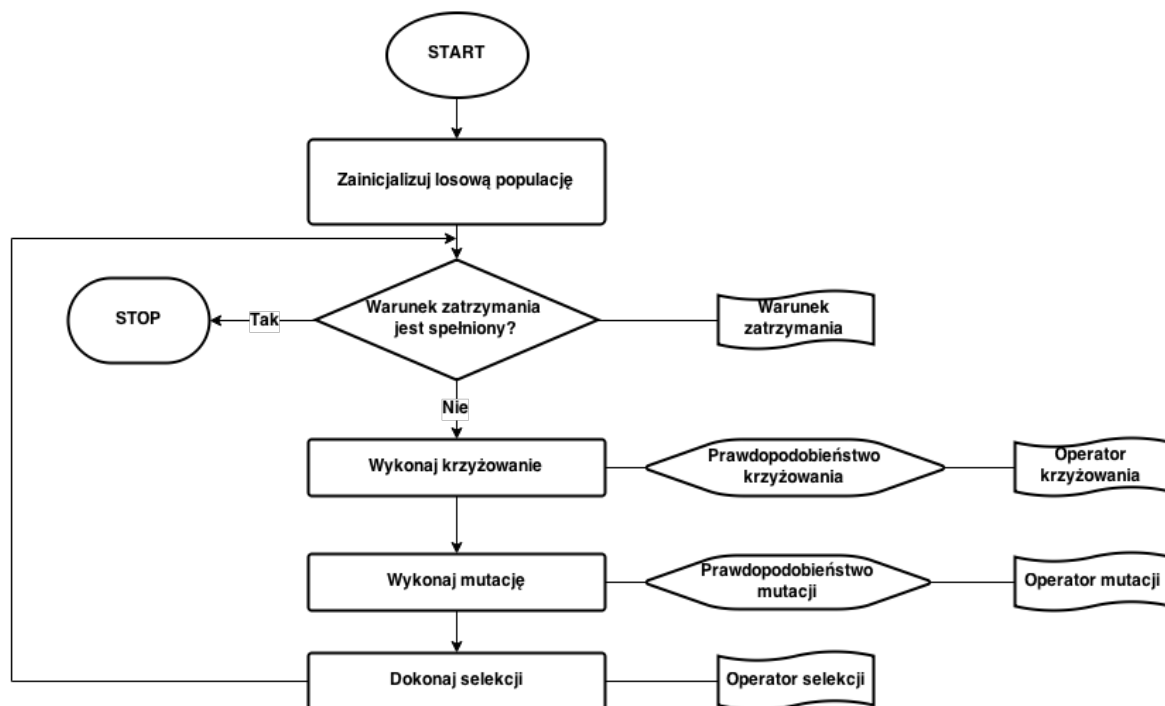 START
Zainicjalizuj losową populację
Warunek zatrzymania
jest spełniony?
STOP
Tak
Warunek
zatrzymania
Nie
Wykonaj krzyżowanie
Prawdopodobieństwo
krzyżowania
Operator
krzyżowania
Wykonaj mutację
Prawdopodobieństwo
mutacji
Operator mutacji
Dokonaj selekcji
Operator selekcji